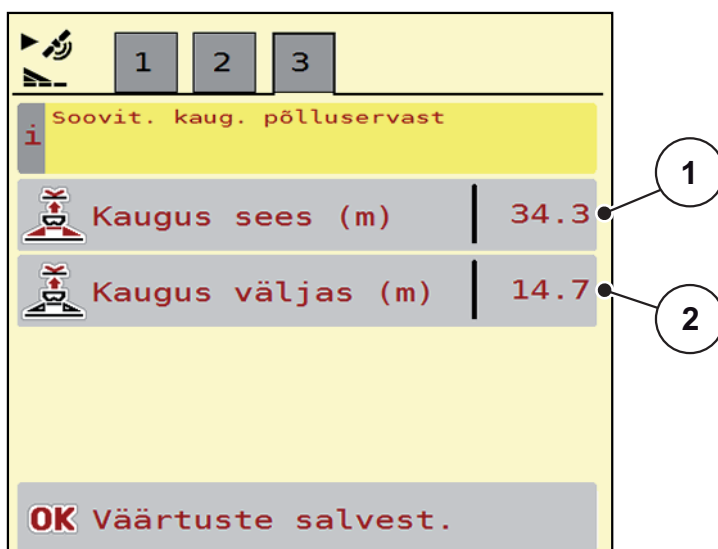 1 2 3
i Soovit. kaug. põlluservast
Kaugus sees (m) 34.3
1
Kaugus väljas (m) 14.7
2
OK Väärtuste salvest.